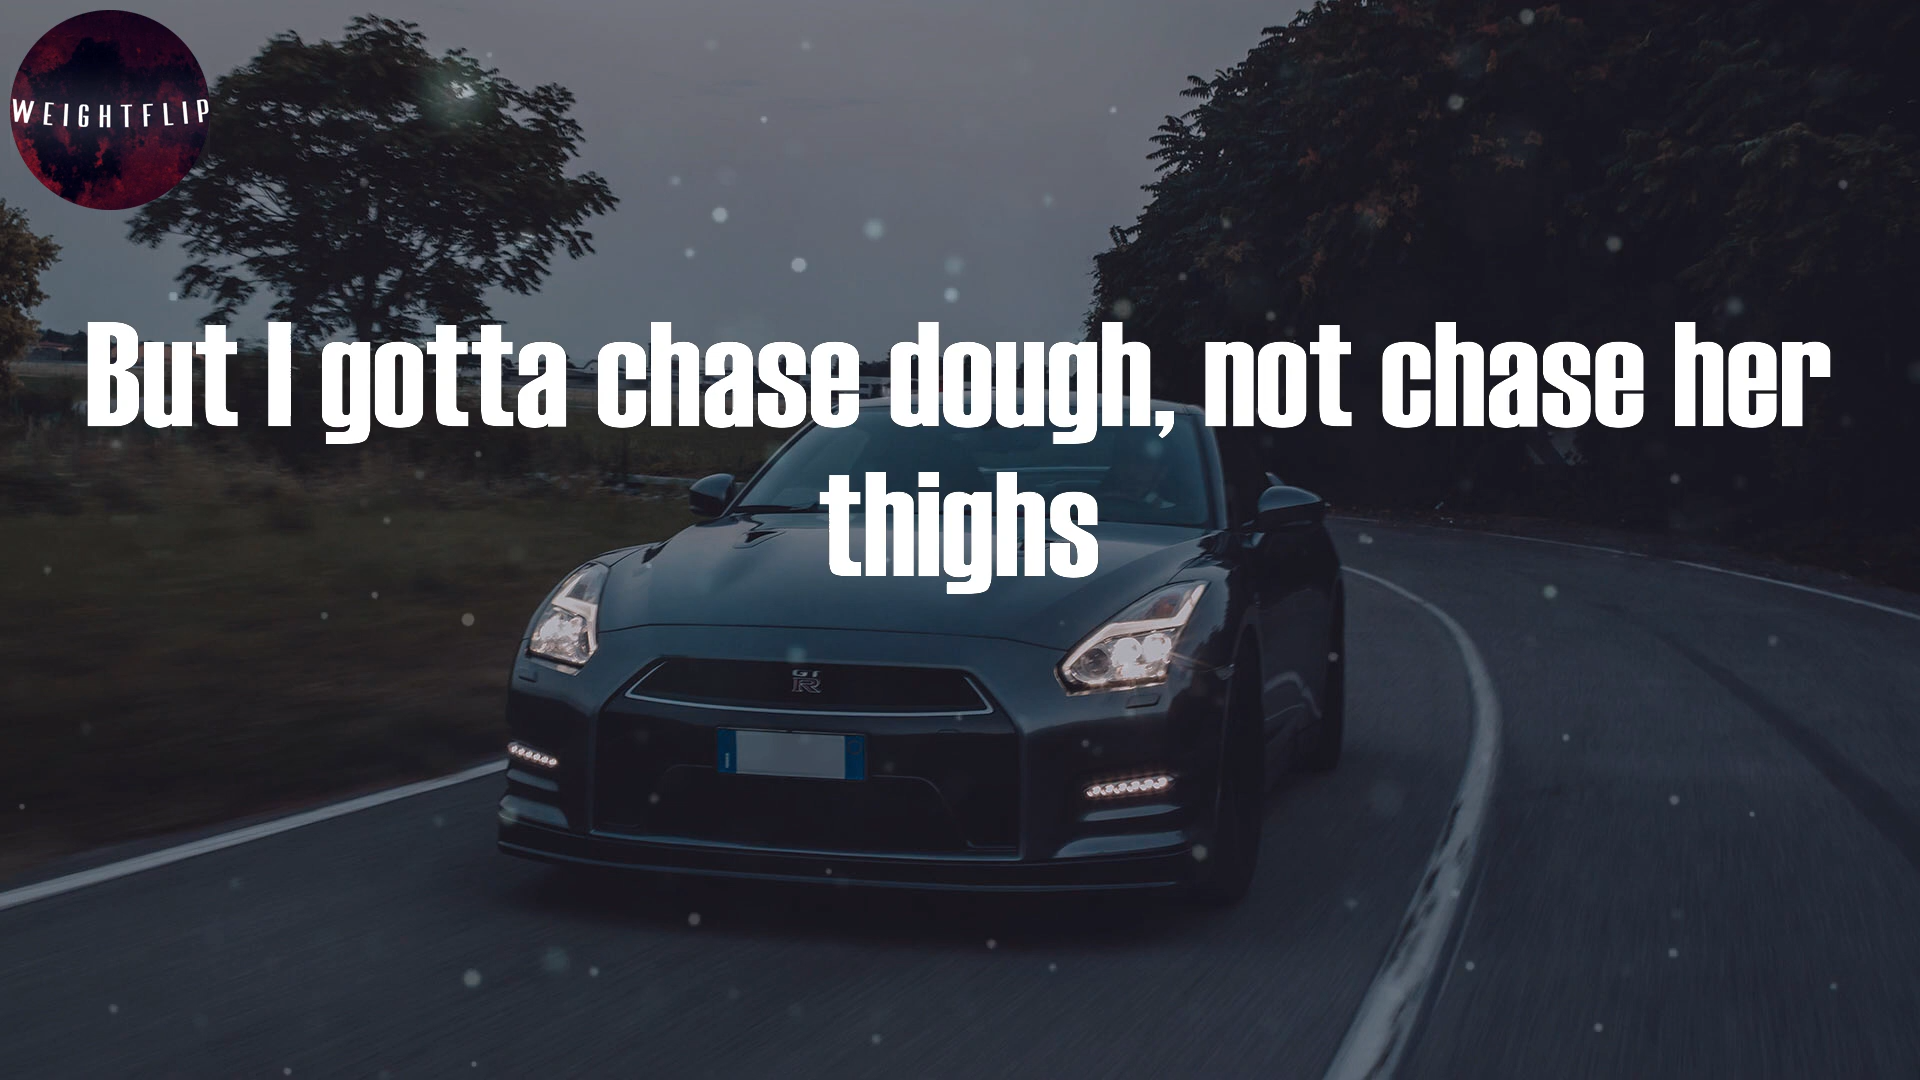 WEIGHTFLIP
But I gotta chase dough, not chase her
thighs
GT
R